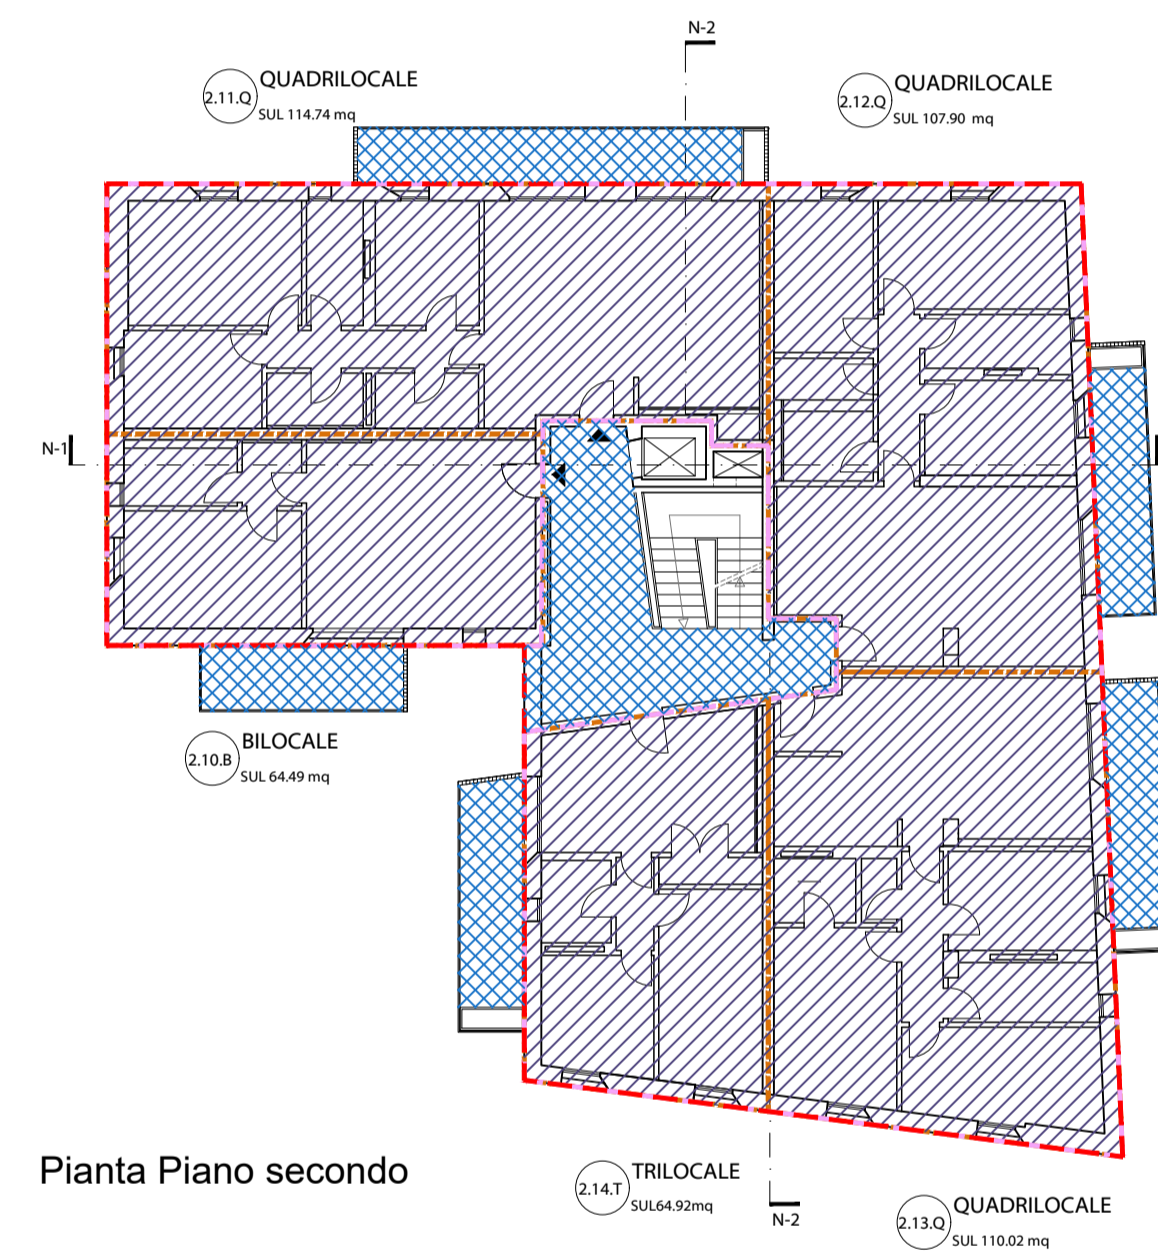 N-2
2.11.Q
QUADRILOCALE
SUL 114.74 mq
2.12.Q
QUADRILOCALE
SUL 107.90 mq
N-1
2.10.B
BILOCALE
SUL 64.49 mq
Pianta Piano secondo
2.14.T
TRILOCALE
SUL64.92mq
N-2
2.13.Q
QUADRILOCALE
SUL 110.02 mq